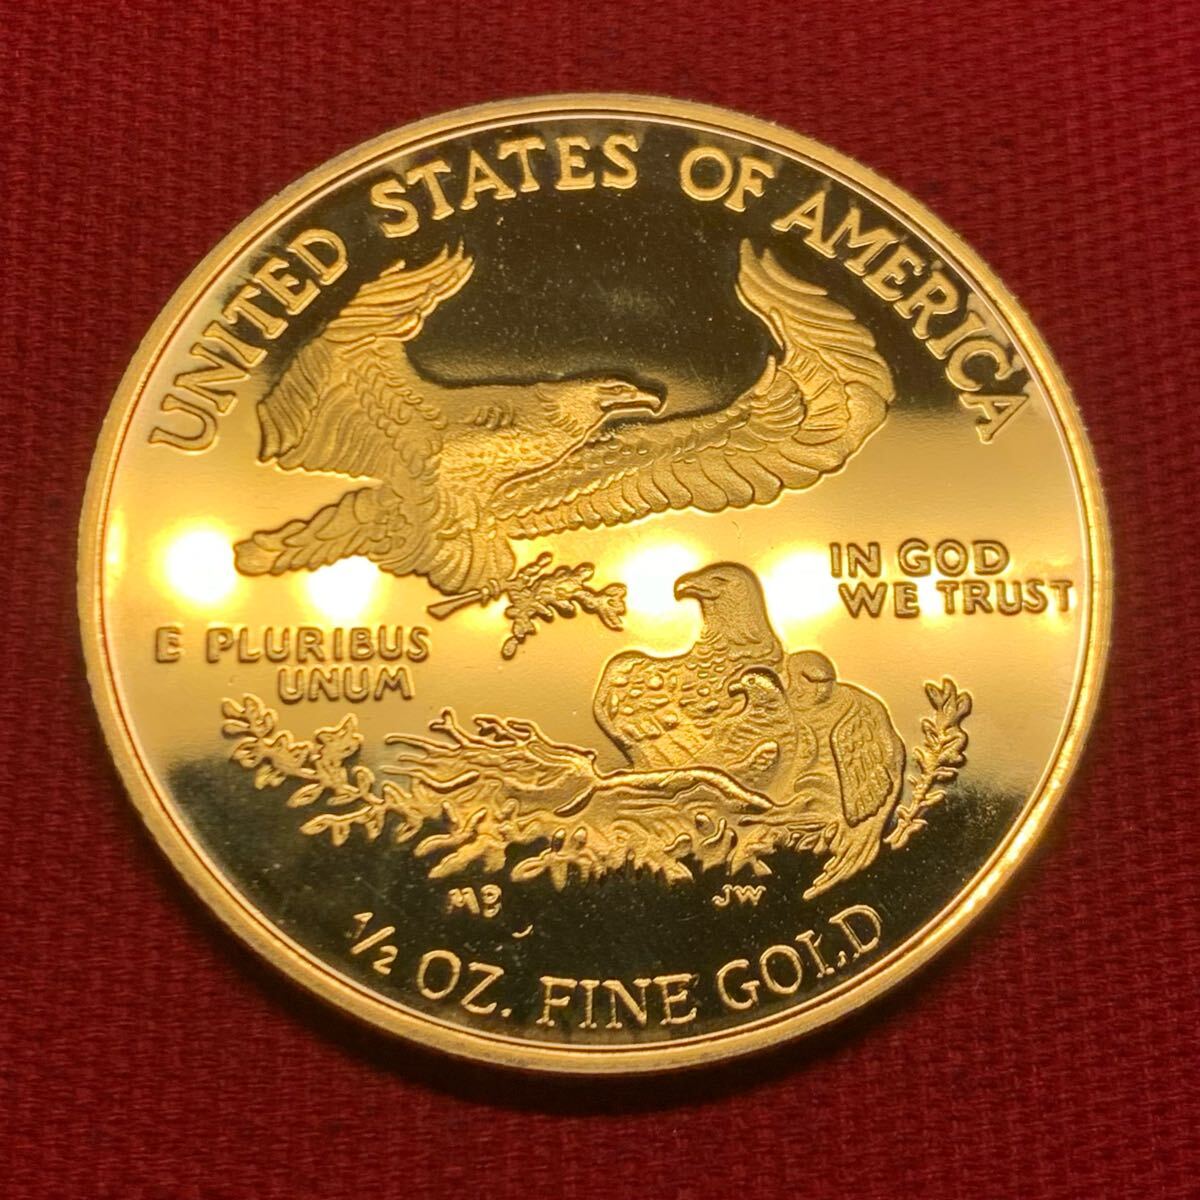 UNITED STATES OF AMERICA
IN GOD
WE TRUST
E PLURIBUS
UNUM
MB
JW
1/2 OZ. FINE GOLD